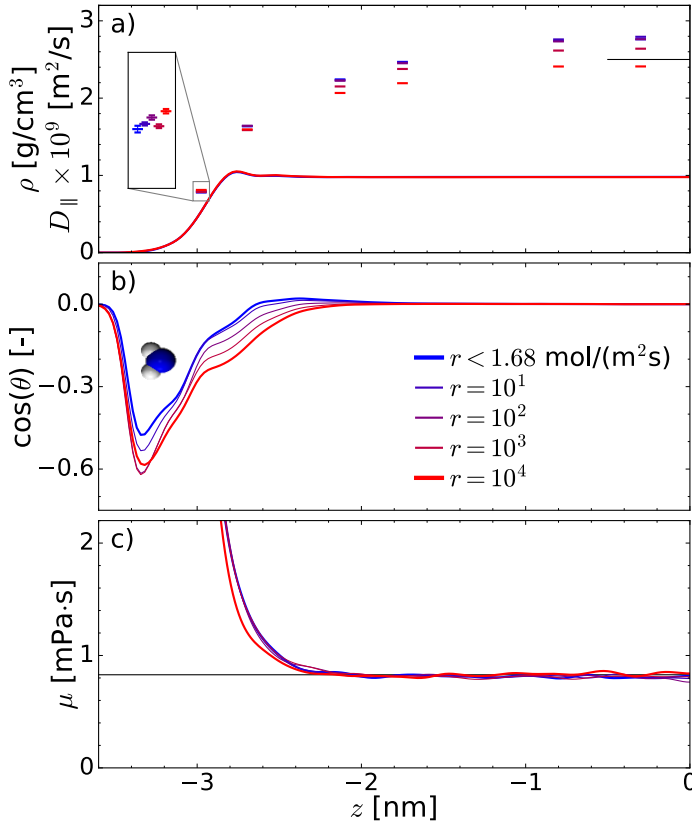 a)
ρ [g/cm³]
D∥ × 10⁹ [m²/s]
3
2
1
0
b)
cos(θ) [-]
0.0
−0.3
−0.6
r < 1.68 mol/(m²s)
r = 10¹
r = 10²
r = 10³
r = 10⁴
c)
μ [mPa·s]
2
1
0
−3
−2
−1
0
z [nm]